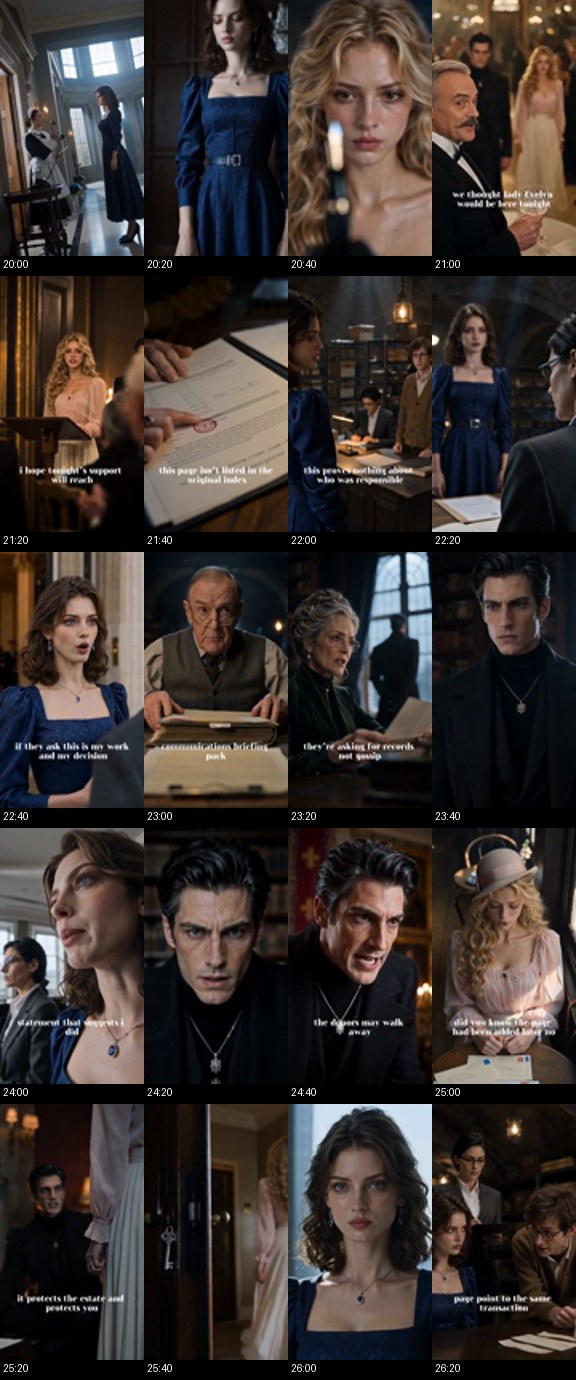 20:00
20:20
20:40
we thought lady Evelyn
would be here tonight
21:00
i hope tonight's support
will reach
21:20
this page isn't listed in the
original index
21:40
this proves nothing about
who was responsible
22:00
22:20
if they ask this is my work
and my decision
22:40
communications briefing
pack
23:00
they're asking for records
not gossip
23:20
23:40
statement that suggests i
did
24:00
24:20
the donors may walk
away
24:40
did you know the page
had been added later no
25:00
it protects the estate and
protects you
25:20
25:40
26:00
page point to the same
transaction
26:20